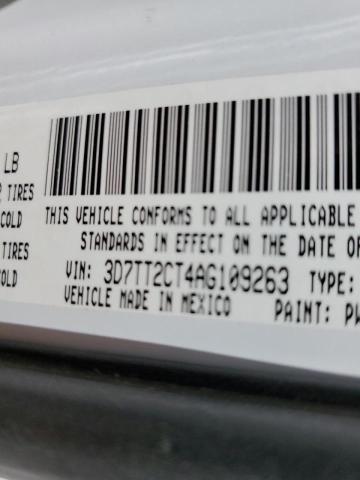 LB
TIRES
COLD
TIRES
COLD
THIS VEHICLE CONFORMS TO ALL APPLICABLE
STANDARDS IN EFFECT ON THE DATE OF
VIN: 3D7TT2CT4AG109263 TYPE:
VEHICLE MADE IN MEXICO PAINT: PW